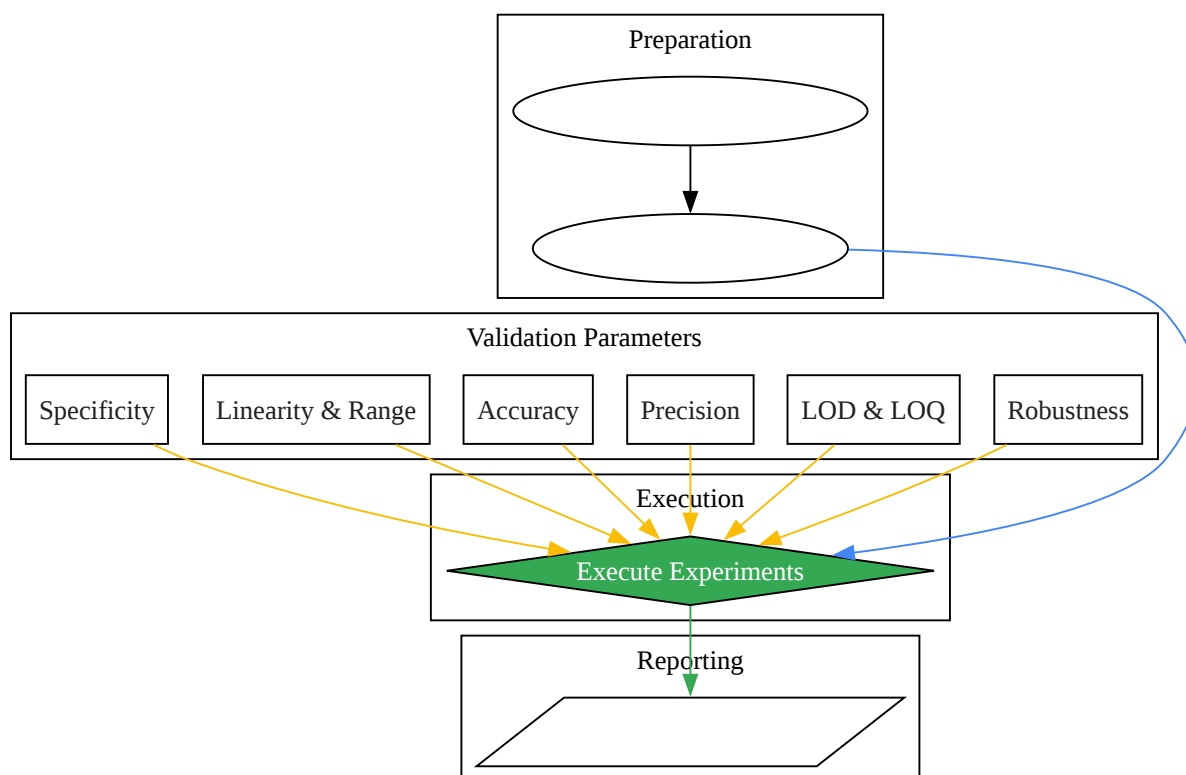 Preparation
Validation Parameters
Specificity
Linearity & Range
Accuracy
Precision
LOD & LOQ
Robustness
Execution
Execute Experiments
Reporting